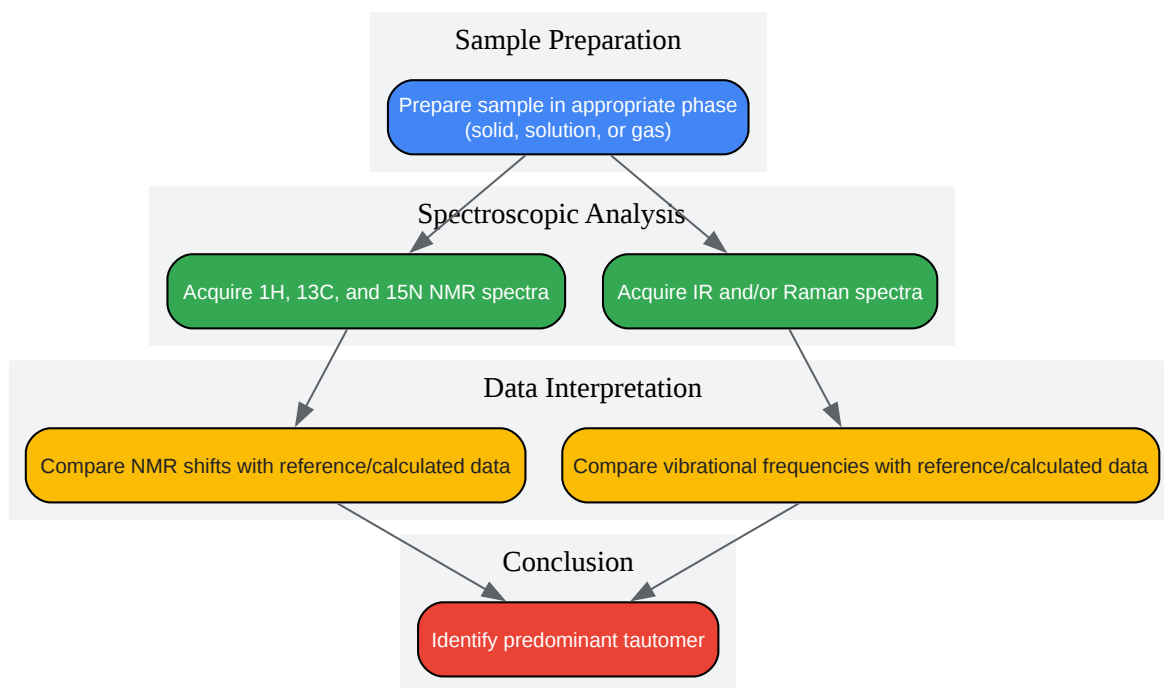 Sample Preparation
Prepare sample in appropriate phase
(solid, solution, or gas)
Spectroscopic Analysis
Acquire 1H, 13C, and 15N NMR spectra
Acquire IR and/or Raman spectra
Data Interpretation
Compare NMR shifts with reference/calculated data
Compare vibrational frequencies with reference/calculated data
Conclusion
Identify predominant tautomer